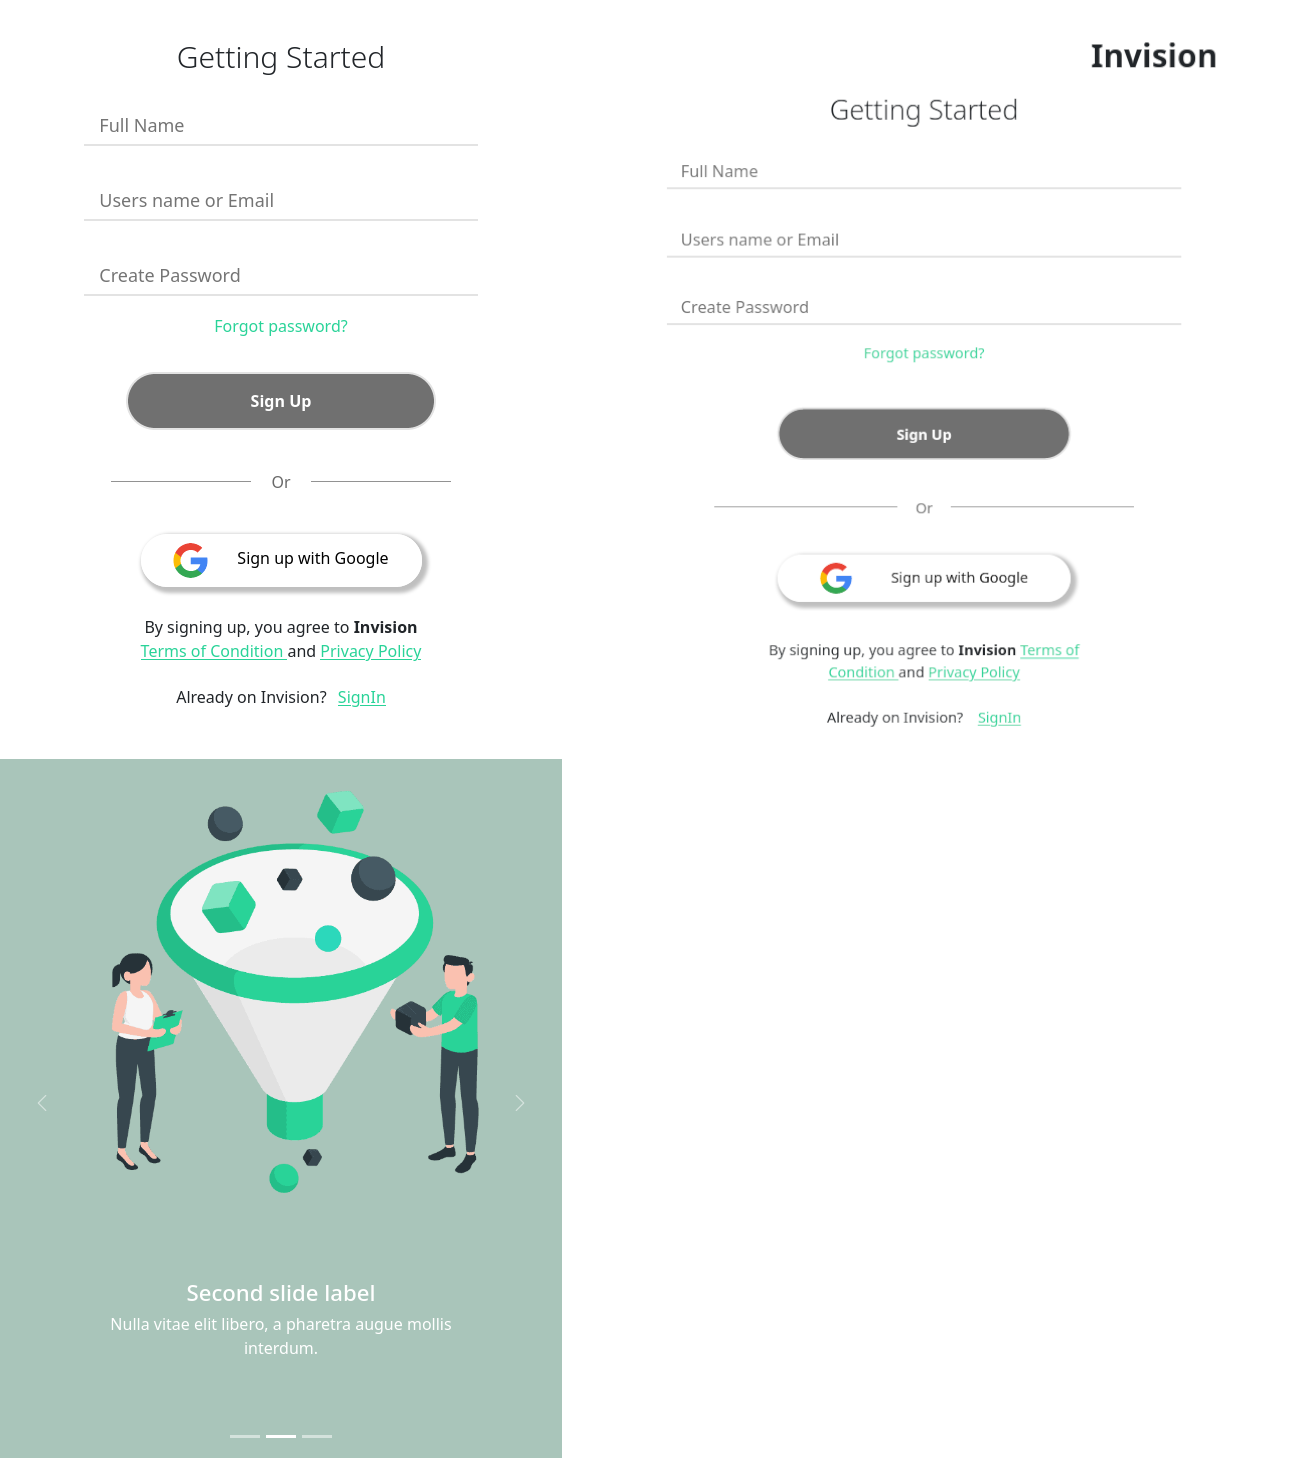 Getting Started
Full Name
Users name or Email
Create Password
Forgot password?
Sign Up
Or
Sign up with Google
By signing up, you agree to Invision
Terms of Condition and Privacy Policy
Already on Invision? SignIn
Second slide label
Nulla vitae elit libero, a pharetra augue mollis
interdum.
Invision
Getting Started
Full Name
Users name or Email
Create Password
Forgot password?
Sign Up
Or
Sign up with Google
By signing up, you agree to Invision Terms of
Condition and Privacy Policy
Already on Invision? SignIn